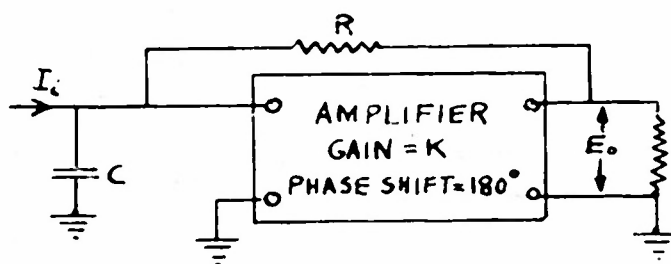 R
I i
AMPLIFIER
GAIN = K
PHASE SHIFT = 180°
E o
C